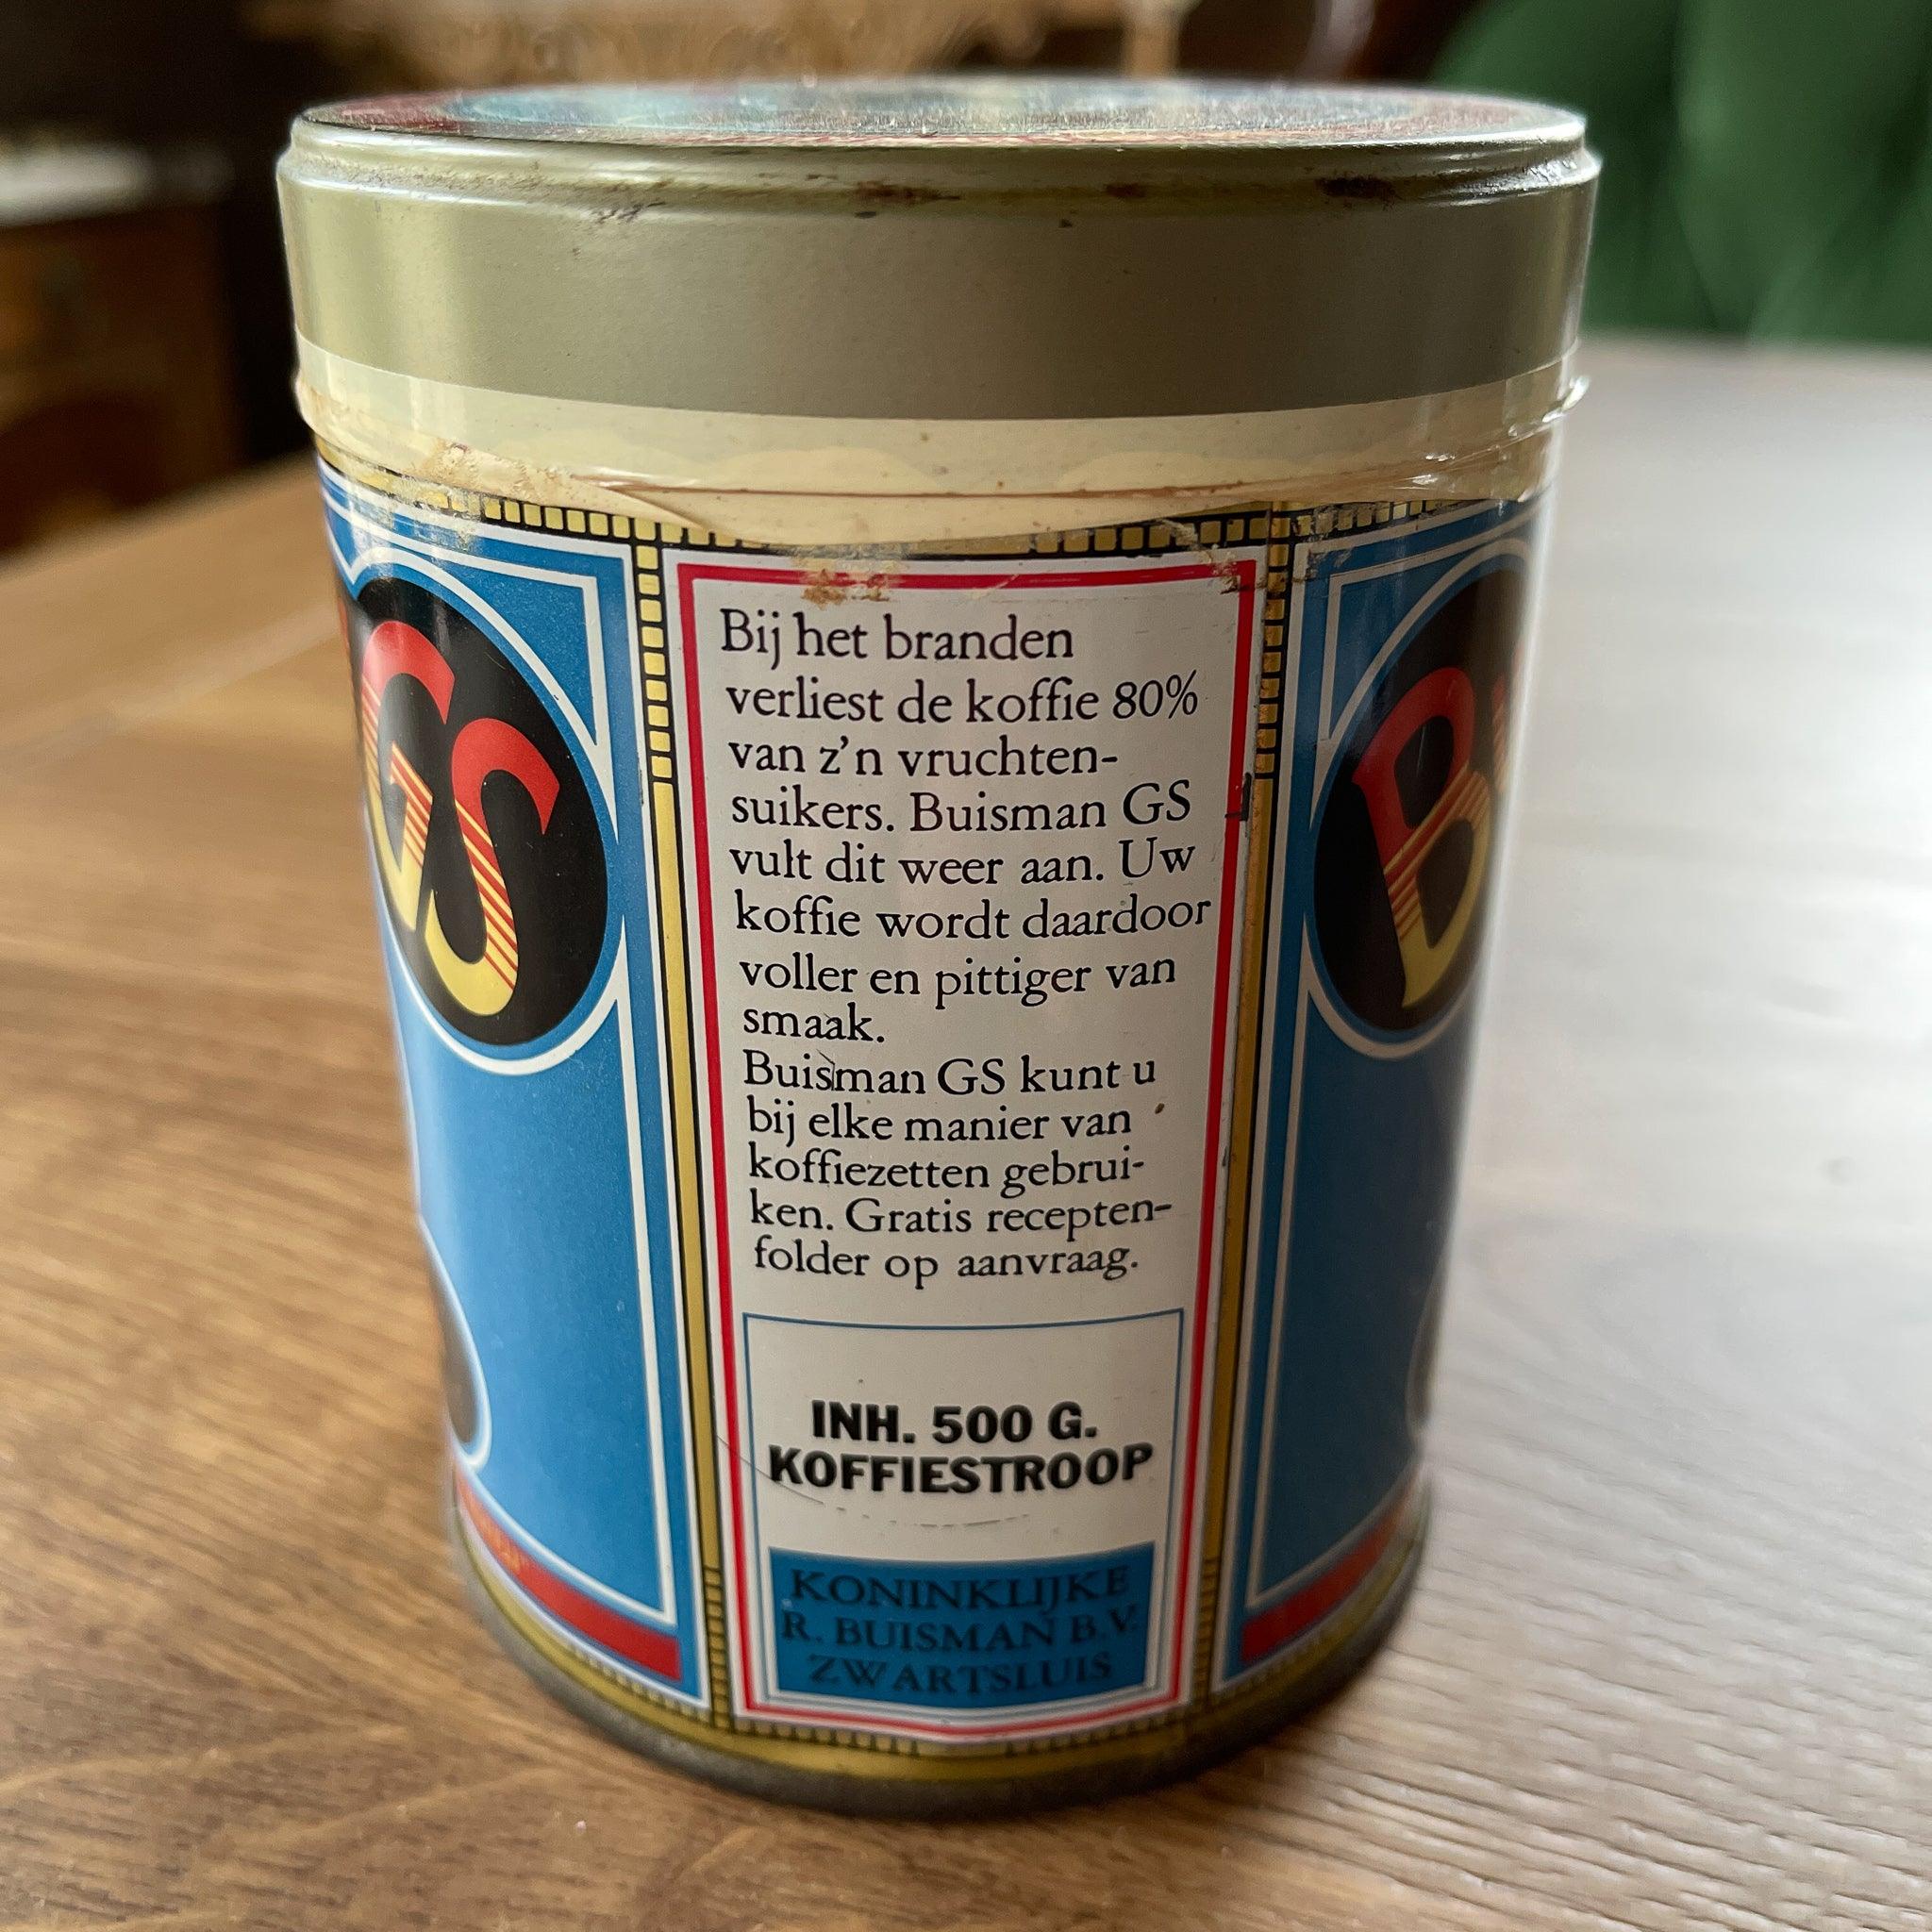 GS
Bij het branden
verliest de koffie 80%
van z'n vruchten-
suikers. Buisman GS
vult dit weer aan. Uw
koffie wordt daardoor
voller en pittiger van
smaak.
Buisman GS kunt u
bij elke manier van
koffiezetten gebrui-
ken. Gratis recepten-
folder op aanvraag.
INH. 500 G.
KOFFIESTROOP
KONINKLIJKE
R. BUISMAN B.V.
ZWARTSLUIS